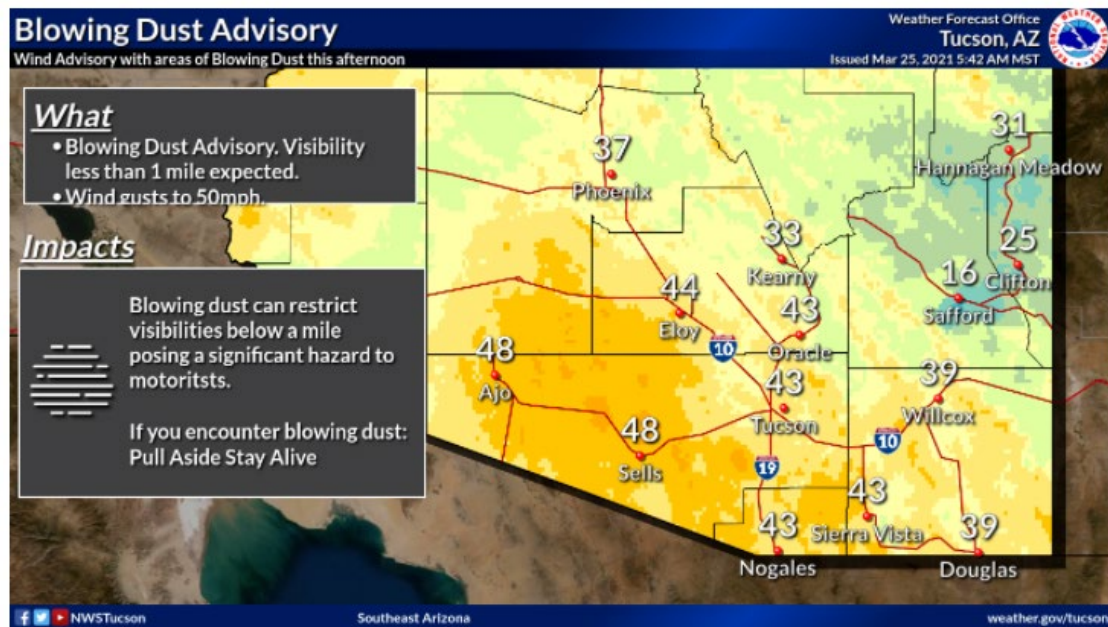 Blowing Dust Advisory
Wind Advisory with areas of Blowing Dust this afternoon
Weather Forecast Office
Tucson, AZ
Issued Mar 25, 2021 5:42 AM MST
NATIONAL WEATHER SERVICE
What
• Blowing Dust Advisory. Visibility
less than 1 mile expected.
• Wind gusts to 50mph.
Impacts
Blowing dust can restrict
visibilities below a mile
posing a significant hazard to
motoritsts.
If you encounter blowing dust:
Pull Aside Stay Alive
31
Hannagan Meadow
37
Phoenix
33
Kearny
25
Clifton
16
Safford
44
Eloy
43
Oracle
10
48
Ajo
43
Tucson
39
Willcox
48
Sells
10
19
43
Sierra Vista
43
Nogales
39
Douglas
NWSTucson
Southeast Arizona
weather.gov/tucson